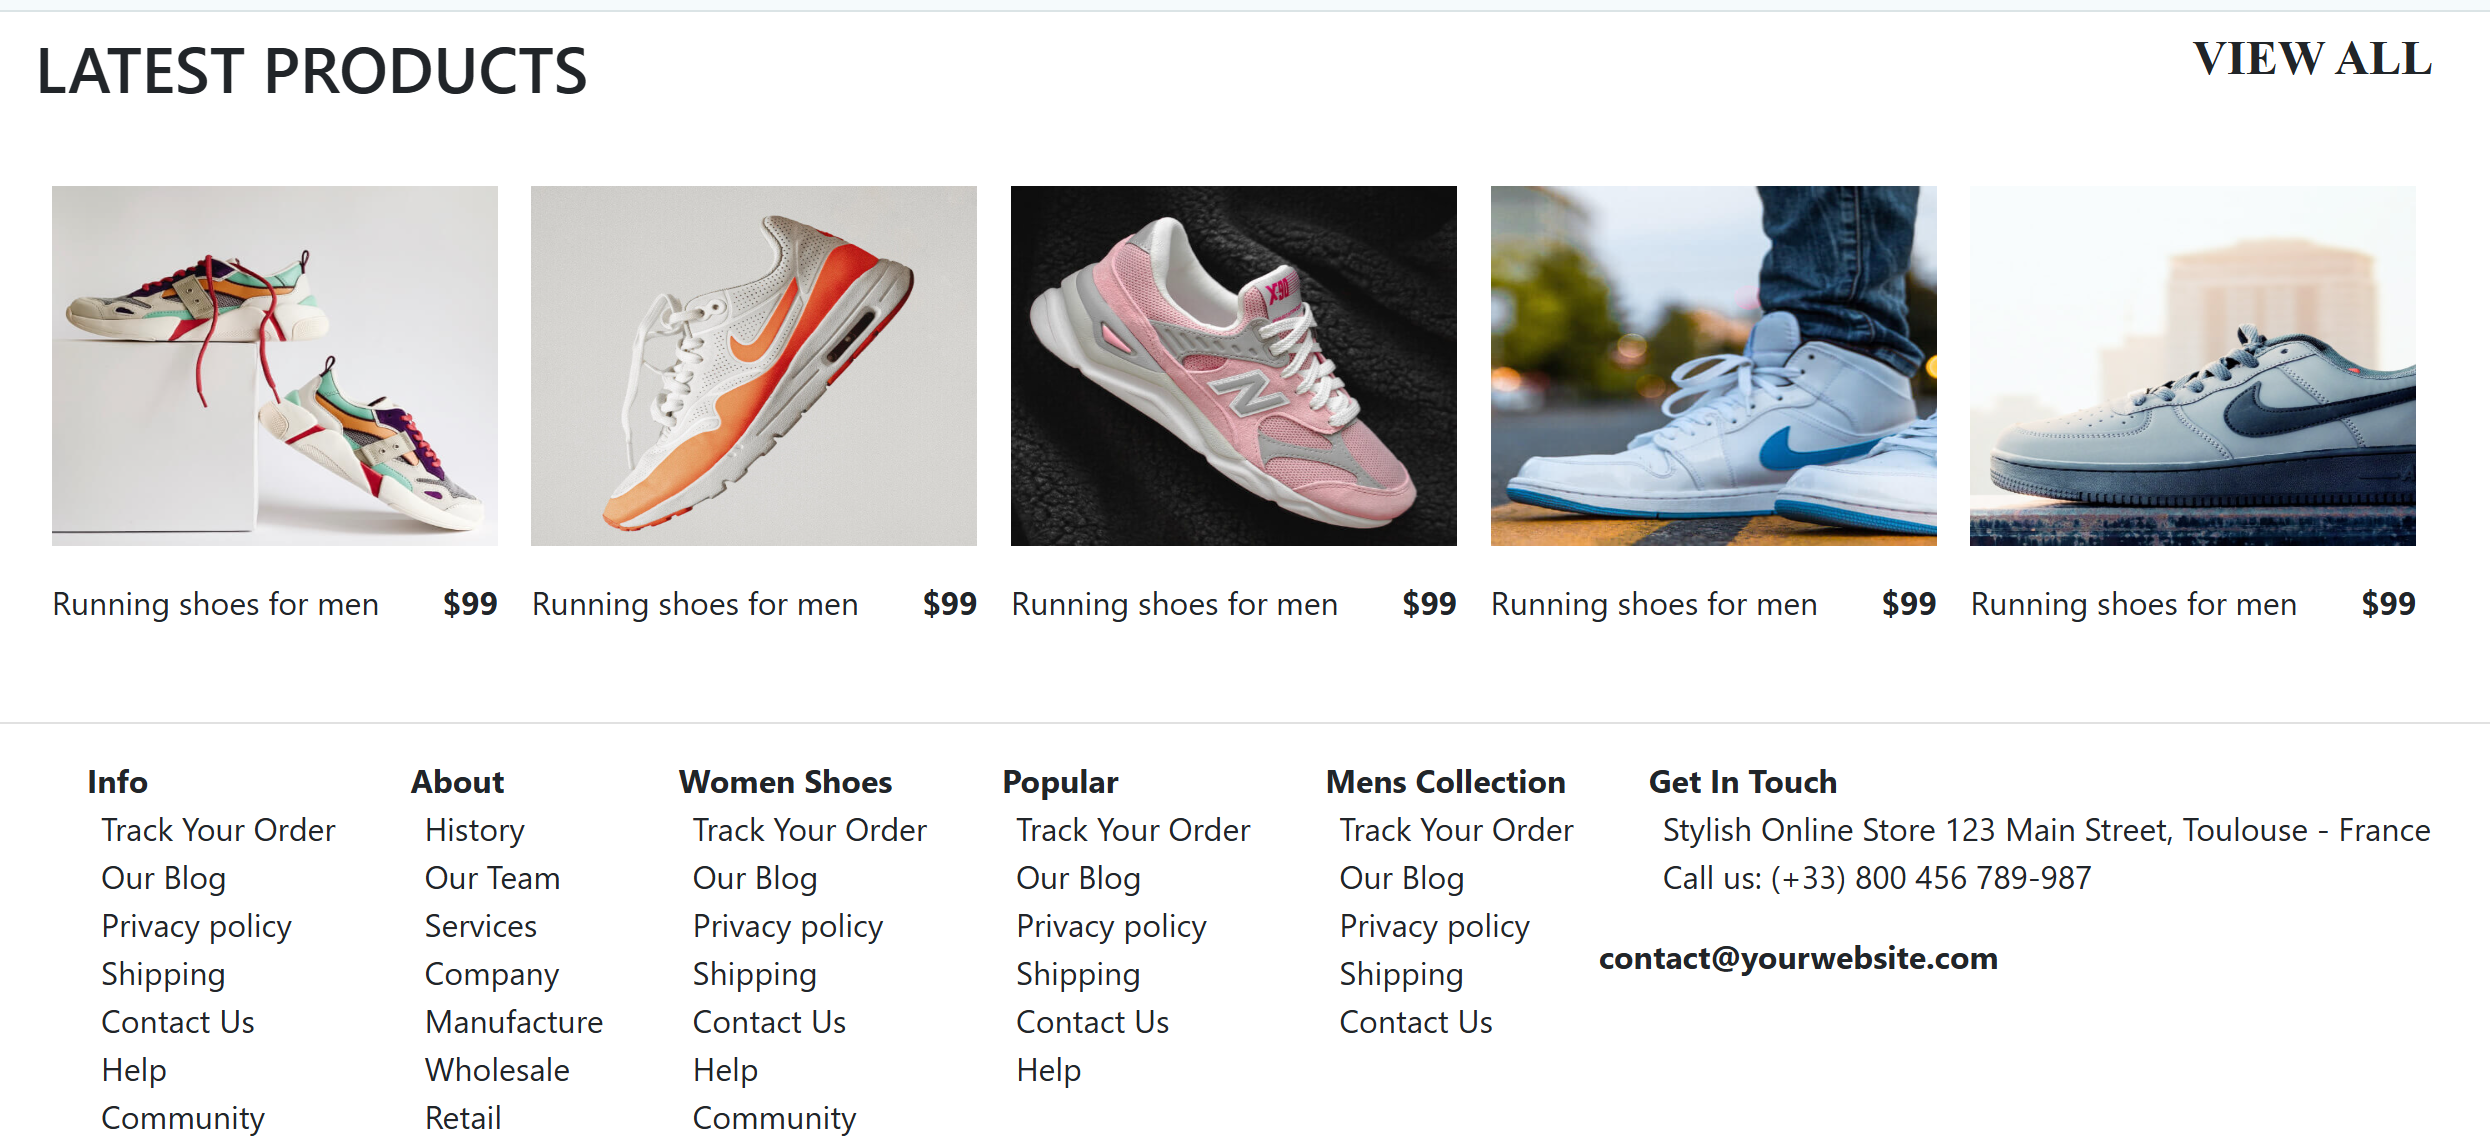 LATEST PRODUCTS
VIEW ALL
X90
N
Running shoes for men $99
Running shoes for men $99
Running shoes for men $99
Running shoes for men $99
Running shoes for men $99
Info
Track Your Order
Our Blog
Privacy policy
Shipping
Contact Us
Help
Community
About
History
Our Team
Services
Company
Manufacture
Wholesale
Retail
Women Shoes
Track Your Order
Our Blog
Privacy policy
Shipping
Contact Us
Help
Community
Popular
Track Your Order
Our Blog
Privacy policy
Shipping
Contact Us
Help
Mens Collection
Track Your Order
Our Blog
Privacy policy
Shipping
Contact Us
Get In Touch
Stylish Online Store 123 Main Street, Toulouse - France
Call us: (+33) 800 456 789-987
contact@yourwebsite.com